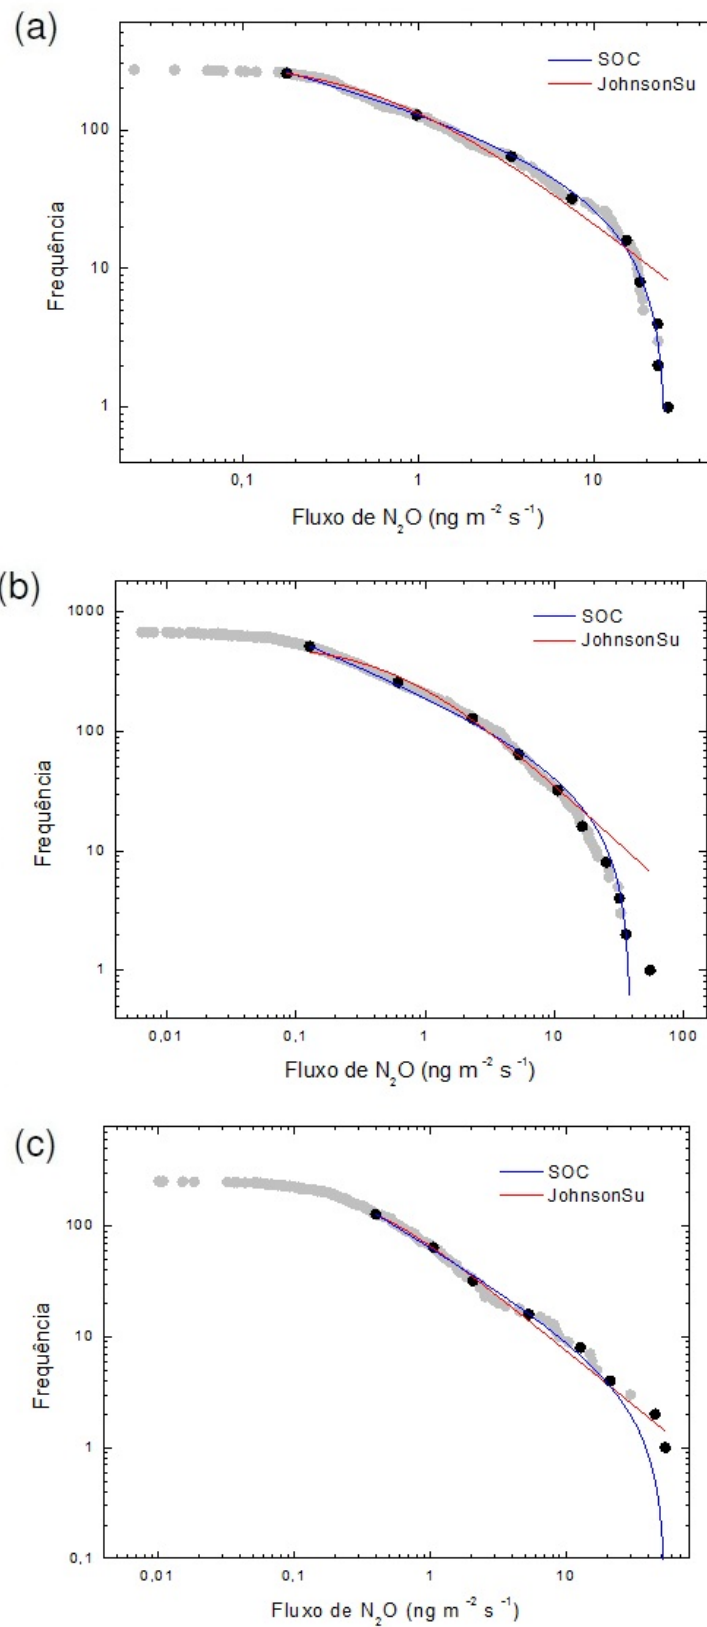 (a)
SOC
JohnsonSu
100
10
1
Frequência
0,1 1 10
Fluxo de N₂O (ng m⁻² s⁻¹)
(b)
SOC
JohnsonSu
1000
100
10
1
Frequência
0,01 0,1 1 10 100
Fluxo de N₂O (ng m⁻² s⁻¹)
(c)
SOC
JohnsonSu
100
10
1
0,1
Frequência
0,01 0,1 1 10
Fluxo de N₂O (ng m⁻² s⁻¹)